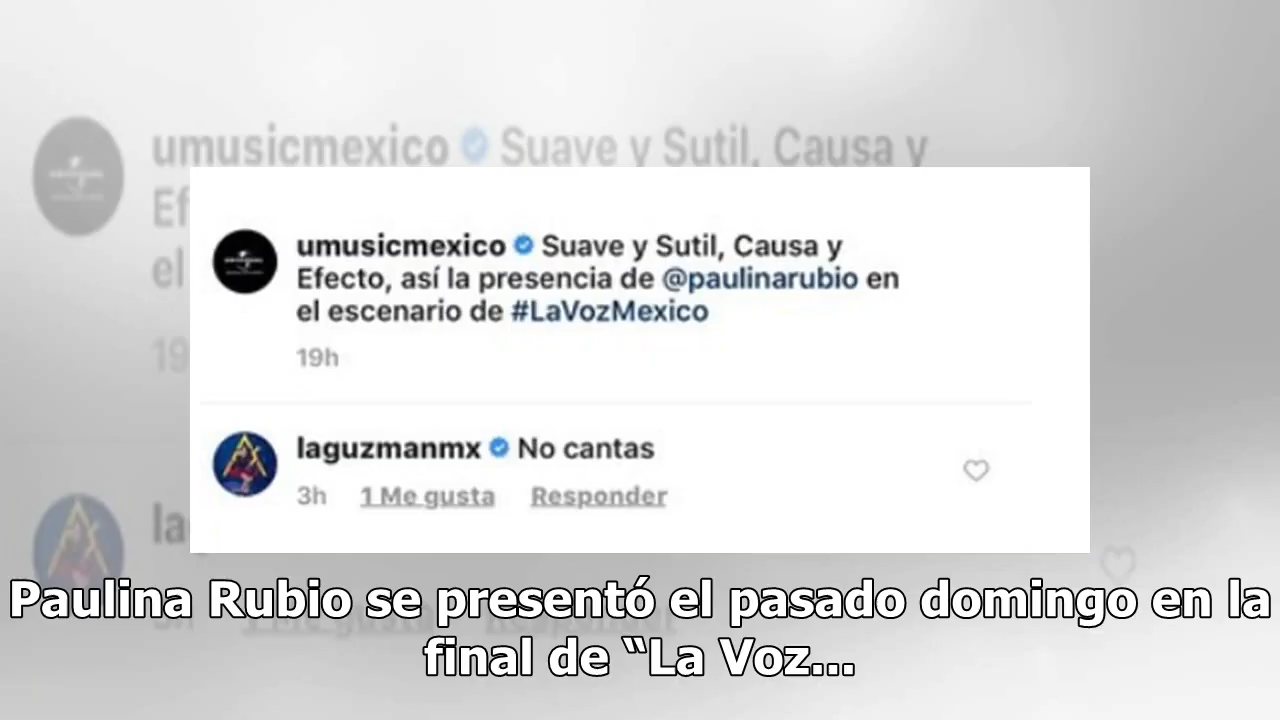 umusicmexico Suave y Sutil, Causa y
Efecto, así la presencia de @paulinarubio en
el escenario de #LaVozMexico
19h
laguzmanmx No cantas
3h 1 Me gusta Responder
Paulina Rubio se presentó el pasado domingo en la
final de “La Voz...